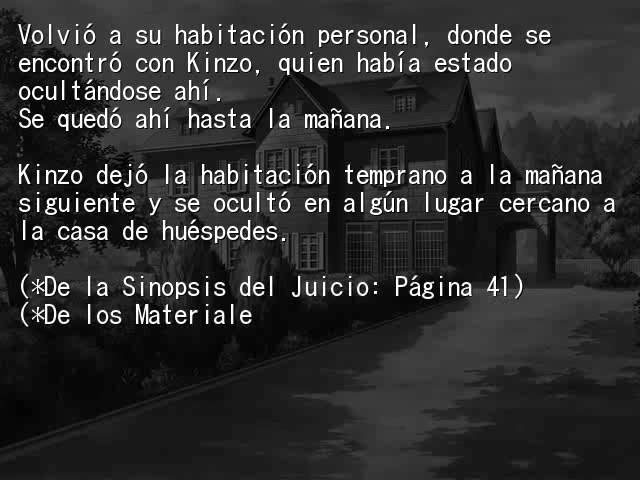 Volvió a su habitación personal, donde se
encontró con Kinzo, quien había estado
ocultándose ahí.
Se quedó ahí hasta la mañana.
Kinzo dejó la habitación temprano a la mañana
siguiente y se ocultó en algún lugar cercano a
la casa de huéspedes.
(*De la Sinopsis del Juicio: Página 41)
(*De los Materiale